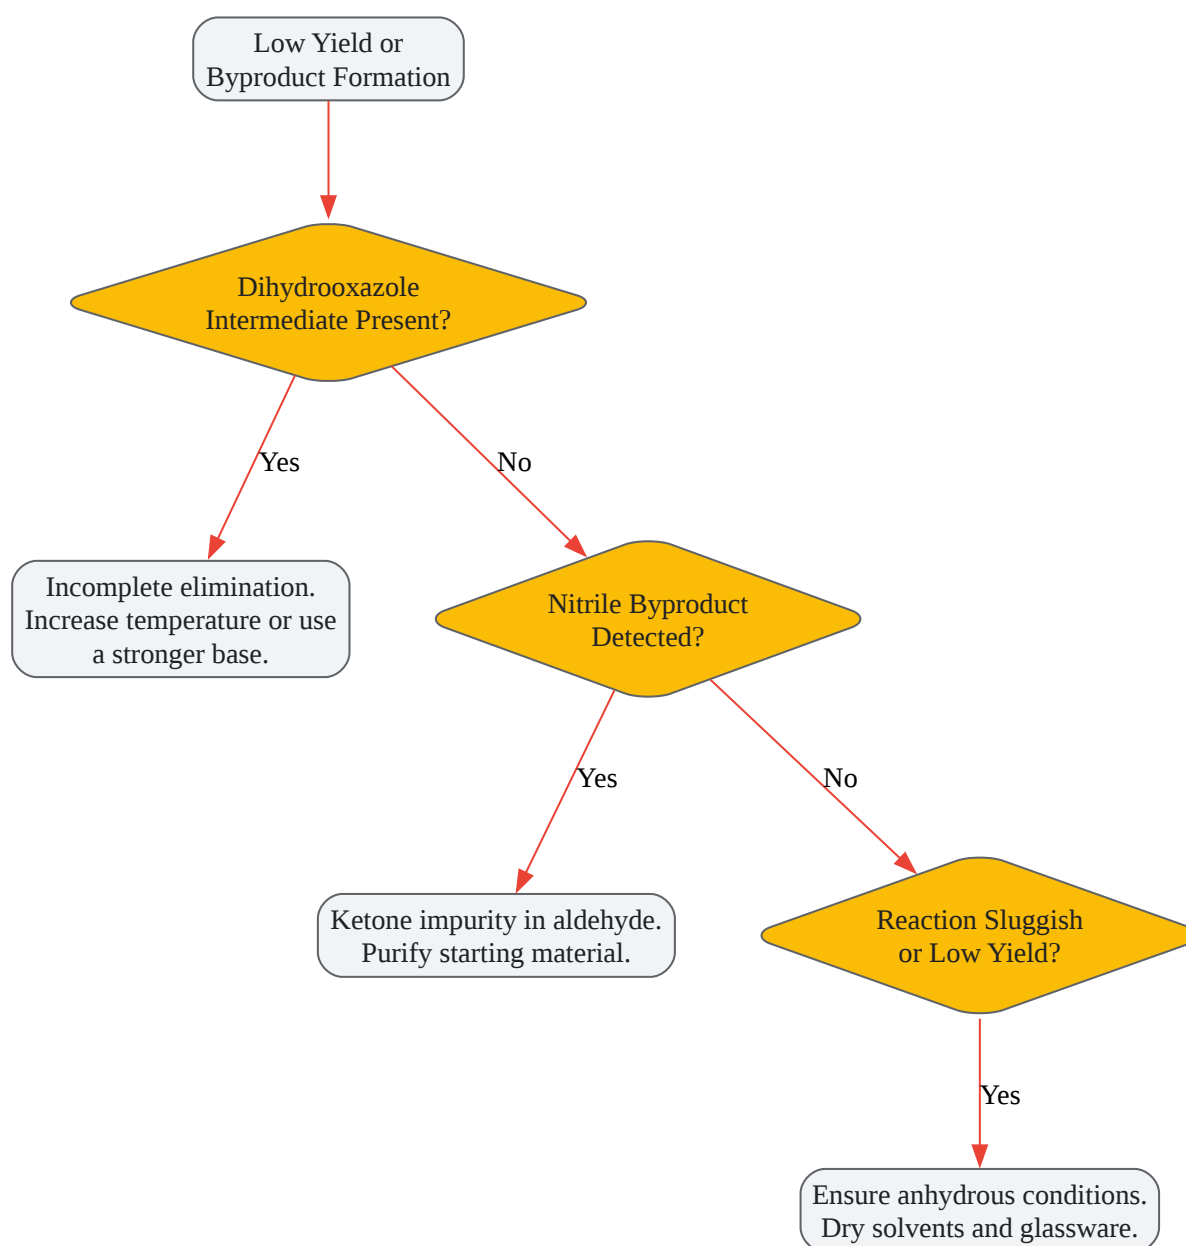 Low Yield or
Byproduct Formation
Dihydrooxazole
Intermediate Present?
Yes
No
Incomplete elimination.
Increase temperature or use
a stronger base.
Nitrile Byproduct
Detected?
Yes
No
Ketone impurity in aldehyde.
Purify starting material.
Reaction Sluggish
or Low Yield?
Yes
Ensure anhydrous conditions.
Dry solvents and glassware.